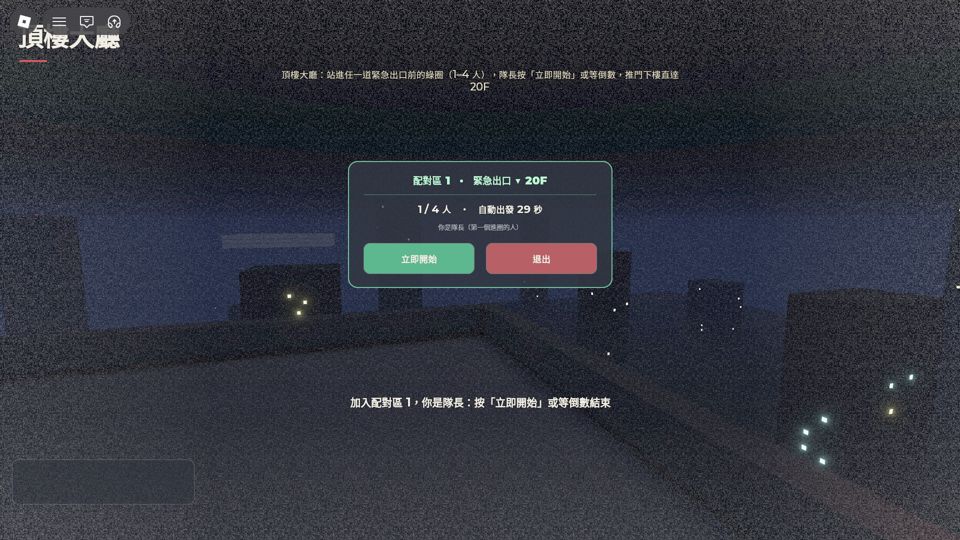 頂樓大廳
頂樓大廳：站進任一道緊急出口前的綠圈（1–4 人），隊長按「立即開始」或等倒數，推門下樓直達
20F
配對區 1 • 緊急出口 ▼ 20F
1 / 4 人 • 自動出發 29 秒
你是隊長（第一個進圈的人）
立即開始
退出
加入配對區 1，你是隊長：按「立即開始」或等倒數結束